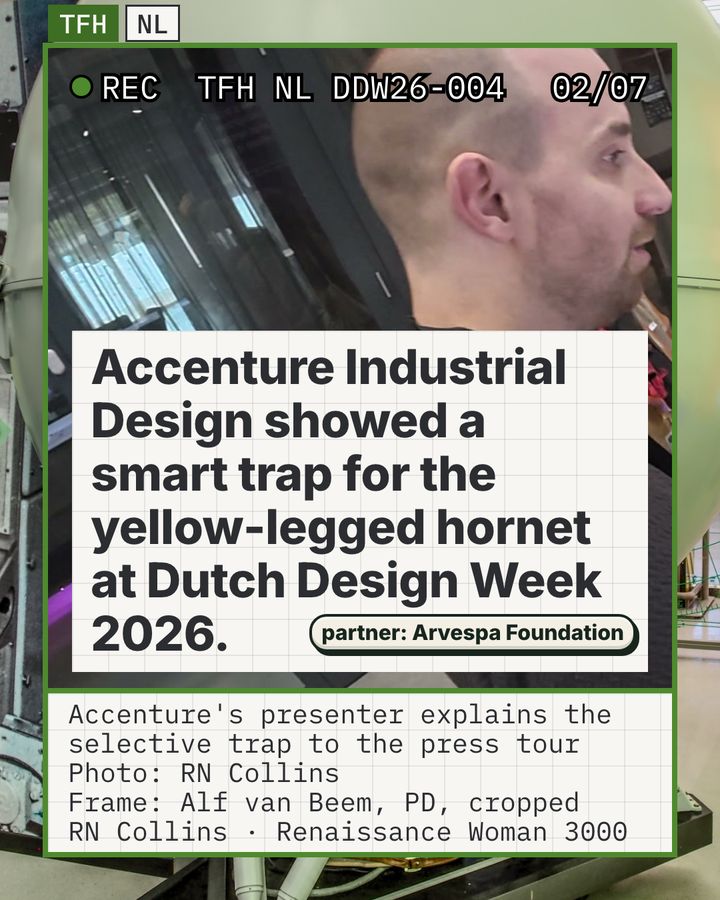 TFH NL
REC TFH NL DDW26-004 02/07
Accenture Industrial
Design showed a
smart trap for the
yellow-legged hornet
at Dutch Design Week
2026.
partner: Arvespa Foundation
Accenture's presenter explains the
selective trap to the press tour
Photo: RN Collins
Frame: Alf van Beem, PD, cropped
RN Collins · Renaissance Woman 3000